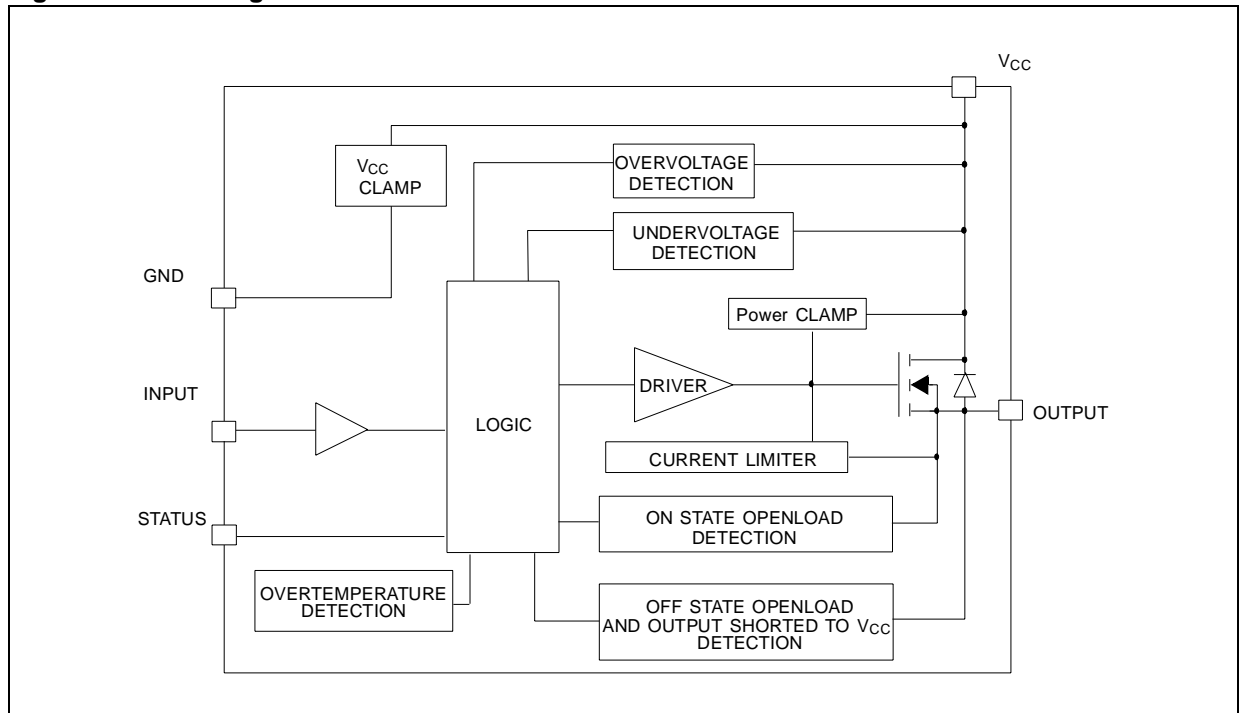 VCC
VCC
CLAMP
OVERVOLTAGE
DETECTION
UNDERVOLTAGE
DETECTION
GND
Power CLAMP
INPUT
DRIVER
LOGIC
OUTPUT
CURRENT LIMITER
STATUS
ON STATE OPENLOAD
DETECTION
OVERTEMPERATURE
DETECTION
OFF STATE OPENLOAD
AND OUTPUT SHORTED TO VCC
DETECTION